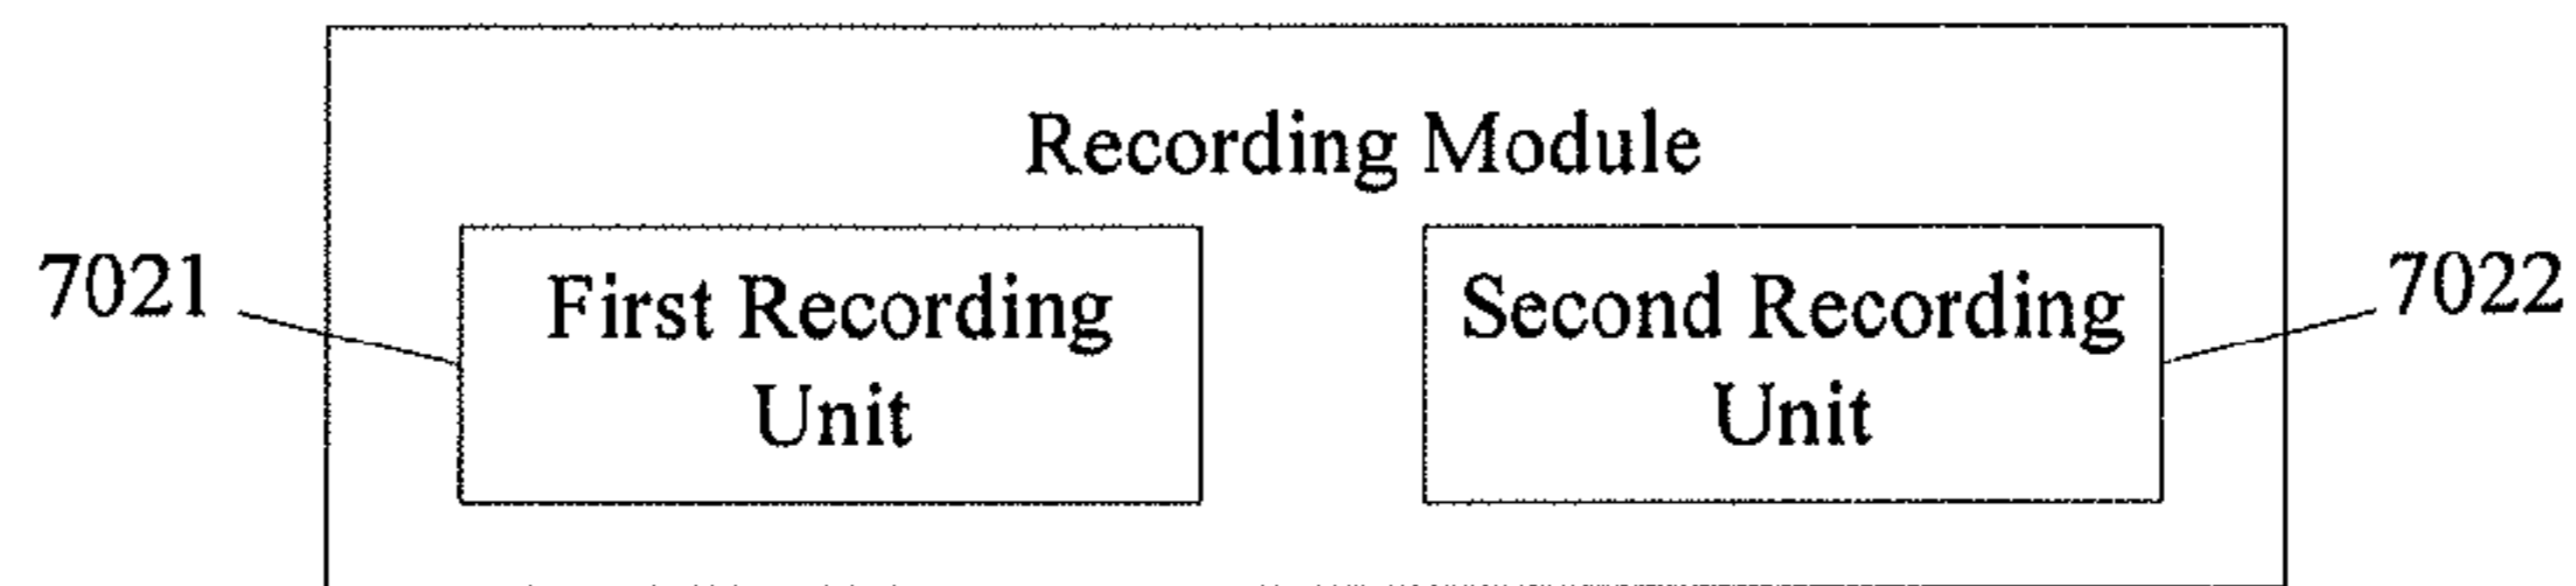 Recording Module
7021
First Recording
Unit
Second Recording
Unit
7022